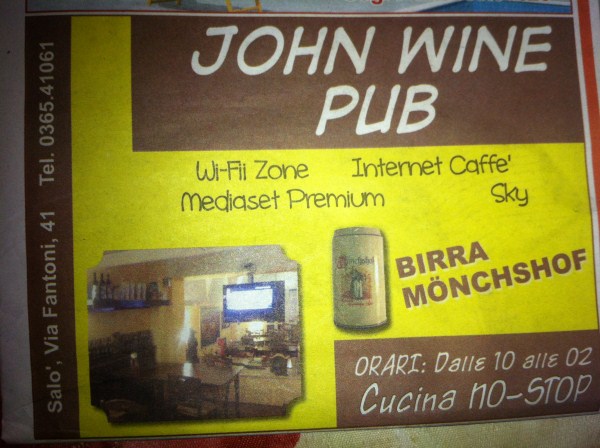 JOHN WINE
PUB
Wi-Fii Zone Internet Caffe'
Mediaset Premium Sky
BIRRA
MÖNCHSHOF
ORARI: Dalle 10 alle 02
Cucina NO-STOP
Salo', Via Fantoni, 41 Tel. 0365.41061